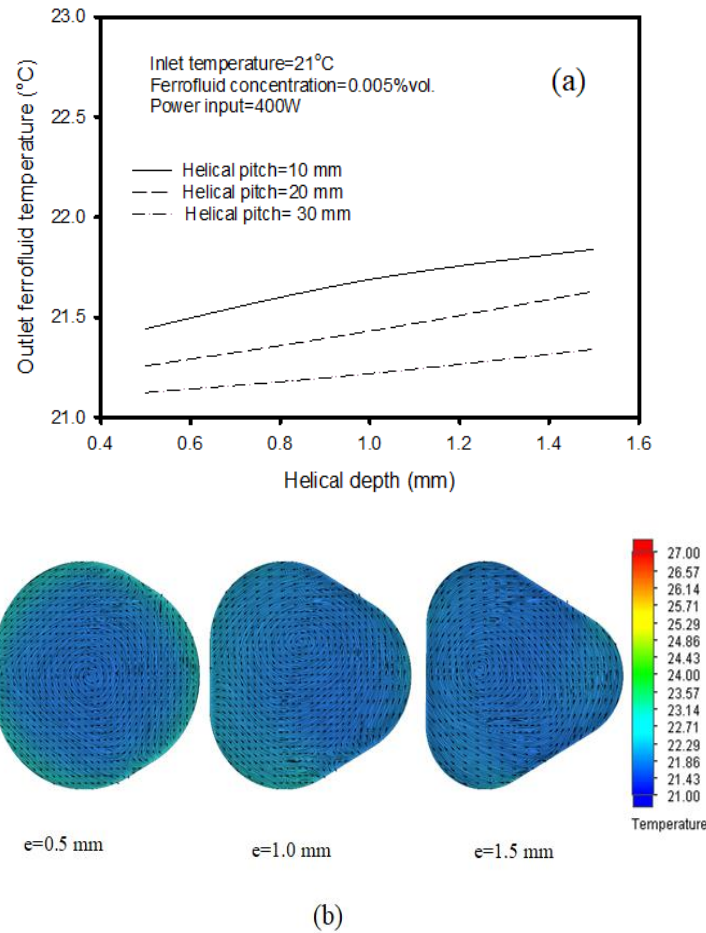 23.0
22.5
22.0
21.5
21.0
Outlet ferrofluid temperature (°C)
Inlet temperature=21°C
Ferrofluid concentration=0.005%vol.
Power input=400W
(a)
Helical pitch=10 mm
Helical pitch=20 mm
Helical pitch= 30 mm
0.4 0.6 0.8 1.0 1.2 1.4 1.6
Helical depth (mm)
27.00
26.57
26.14
25.71
25.29
24.86
24.43
24.00
23.57
23.14
22.71
22.29
21.86
21.43
21.00
Temperature
e=0.5 mm e=1.0 mm e=1.5 mm
(b)